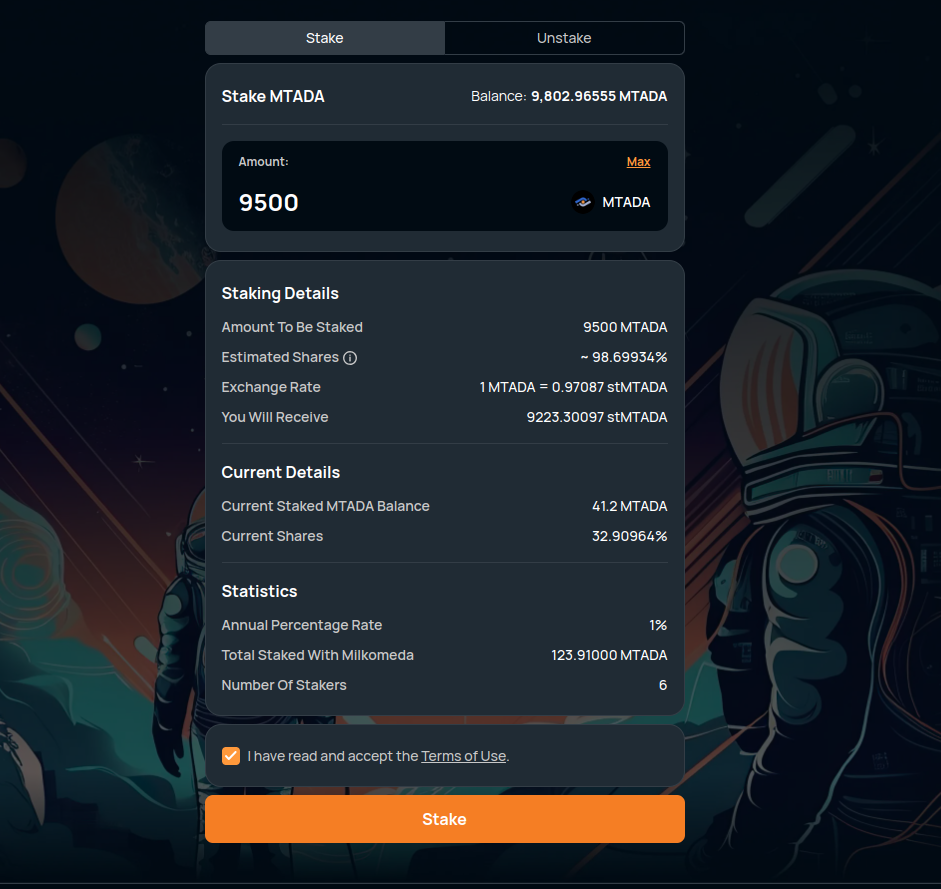 Stake Unstake
Stake MTADA Balance: 9,802.96555 MTADA
Amount: Max
9500 MTADA
Staking Details
Amount To Be Staked 9500 MTADA
Estimated Shares ~ 98.69934%
Exchange Rate 1 MTADA = 0.97087 stMTADA
You Will Receive 9223.30097 stMTADA
Current Details
Current Staked MTADA Balance 41.2 MTADA
Current Shares 32.90964%
Statistics
Annual Percentage Rate 1%
Total Staked With Milkomeda 123.91000 MTADA
Number Of Stakers 6
I have read and accept the Terms of Use.
Stake